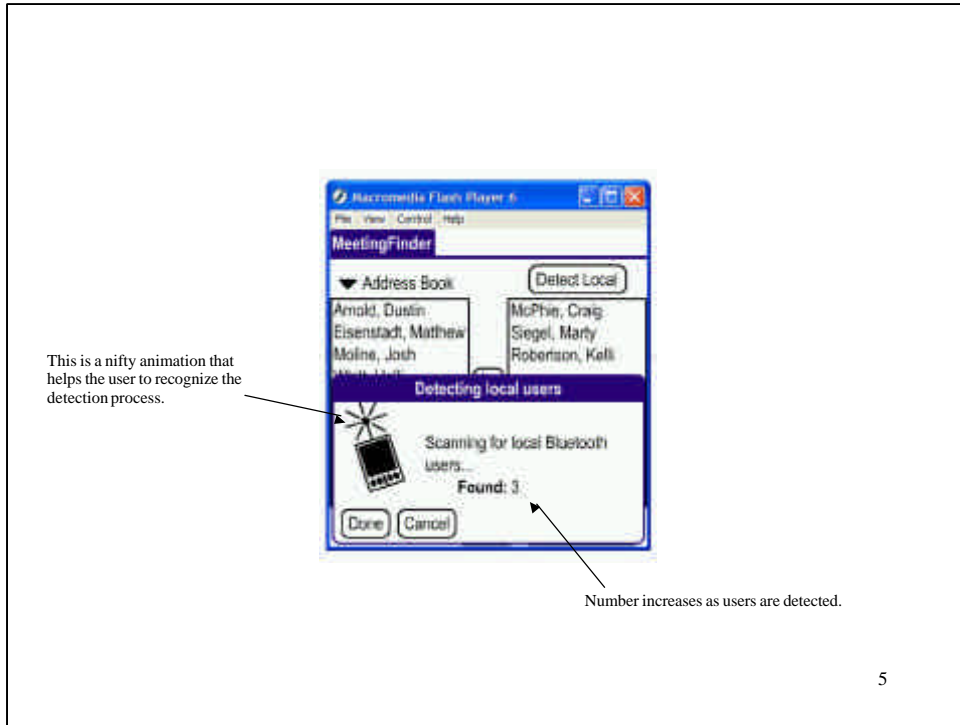 Macromedia Flash Player 6
File View Control Help
MeetingFinder
Address Book
Detect Local
Arnold, Dustin
Eisenstadt, Matthew
Moline, Josh
McPhie, Craig
Siegel, Marty
Robertson, Kelli
This is a nifty animation that
helps the user to recognize the
detection process.
Detecting local users
Scanning for local Bluetooth
users...
Found: 3
Done Cancel
Number increases as users are detected.
5